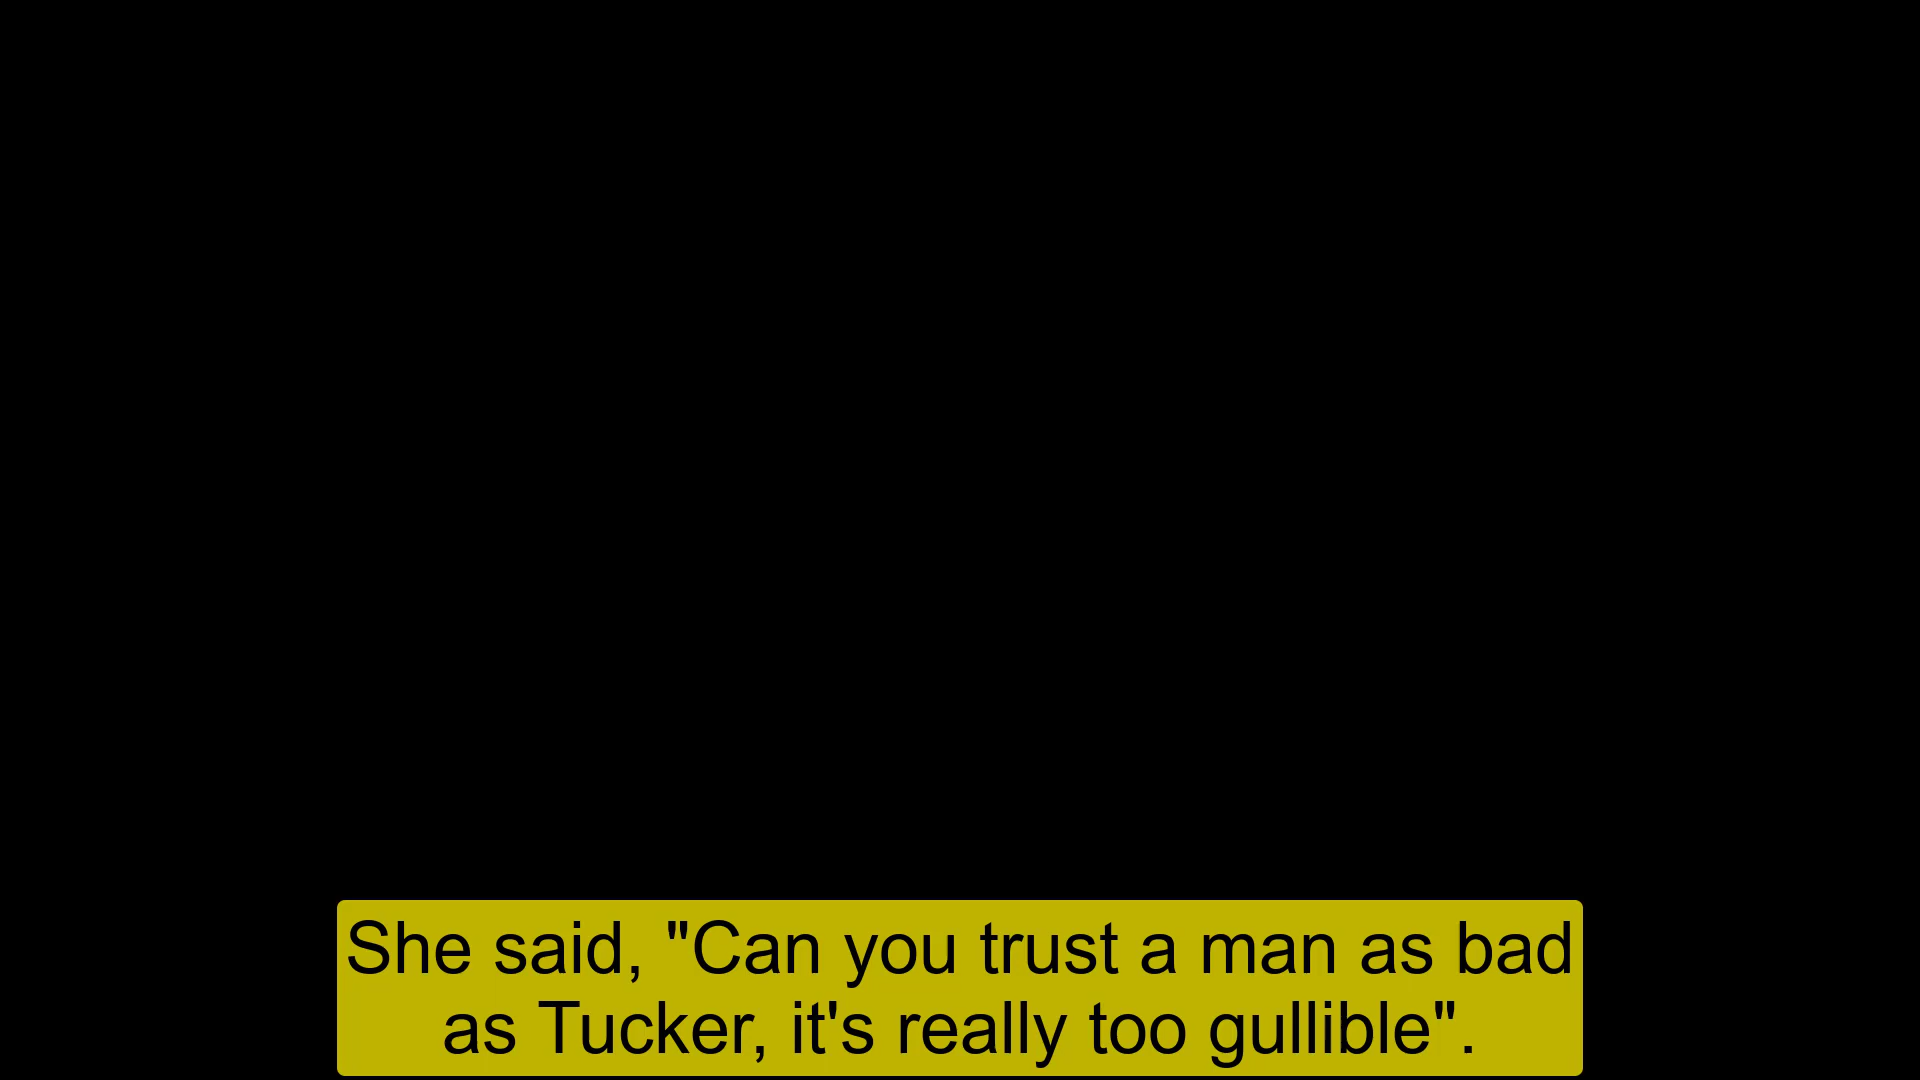 She said, "Can you trust a man as bad
as Tucker, it's really too gullible".